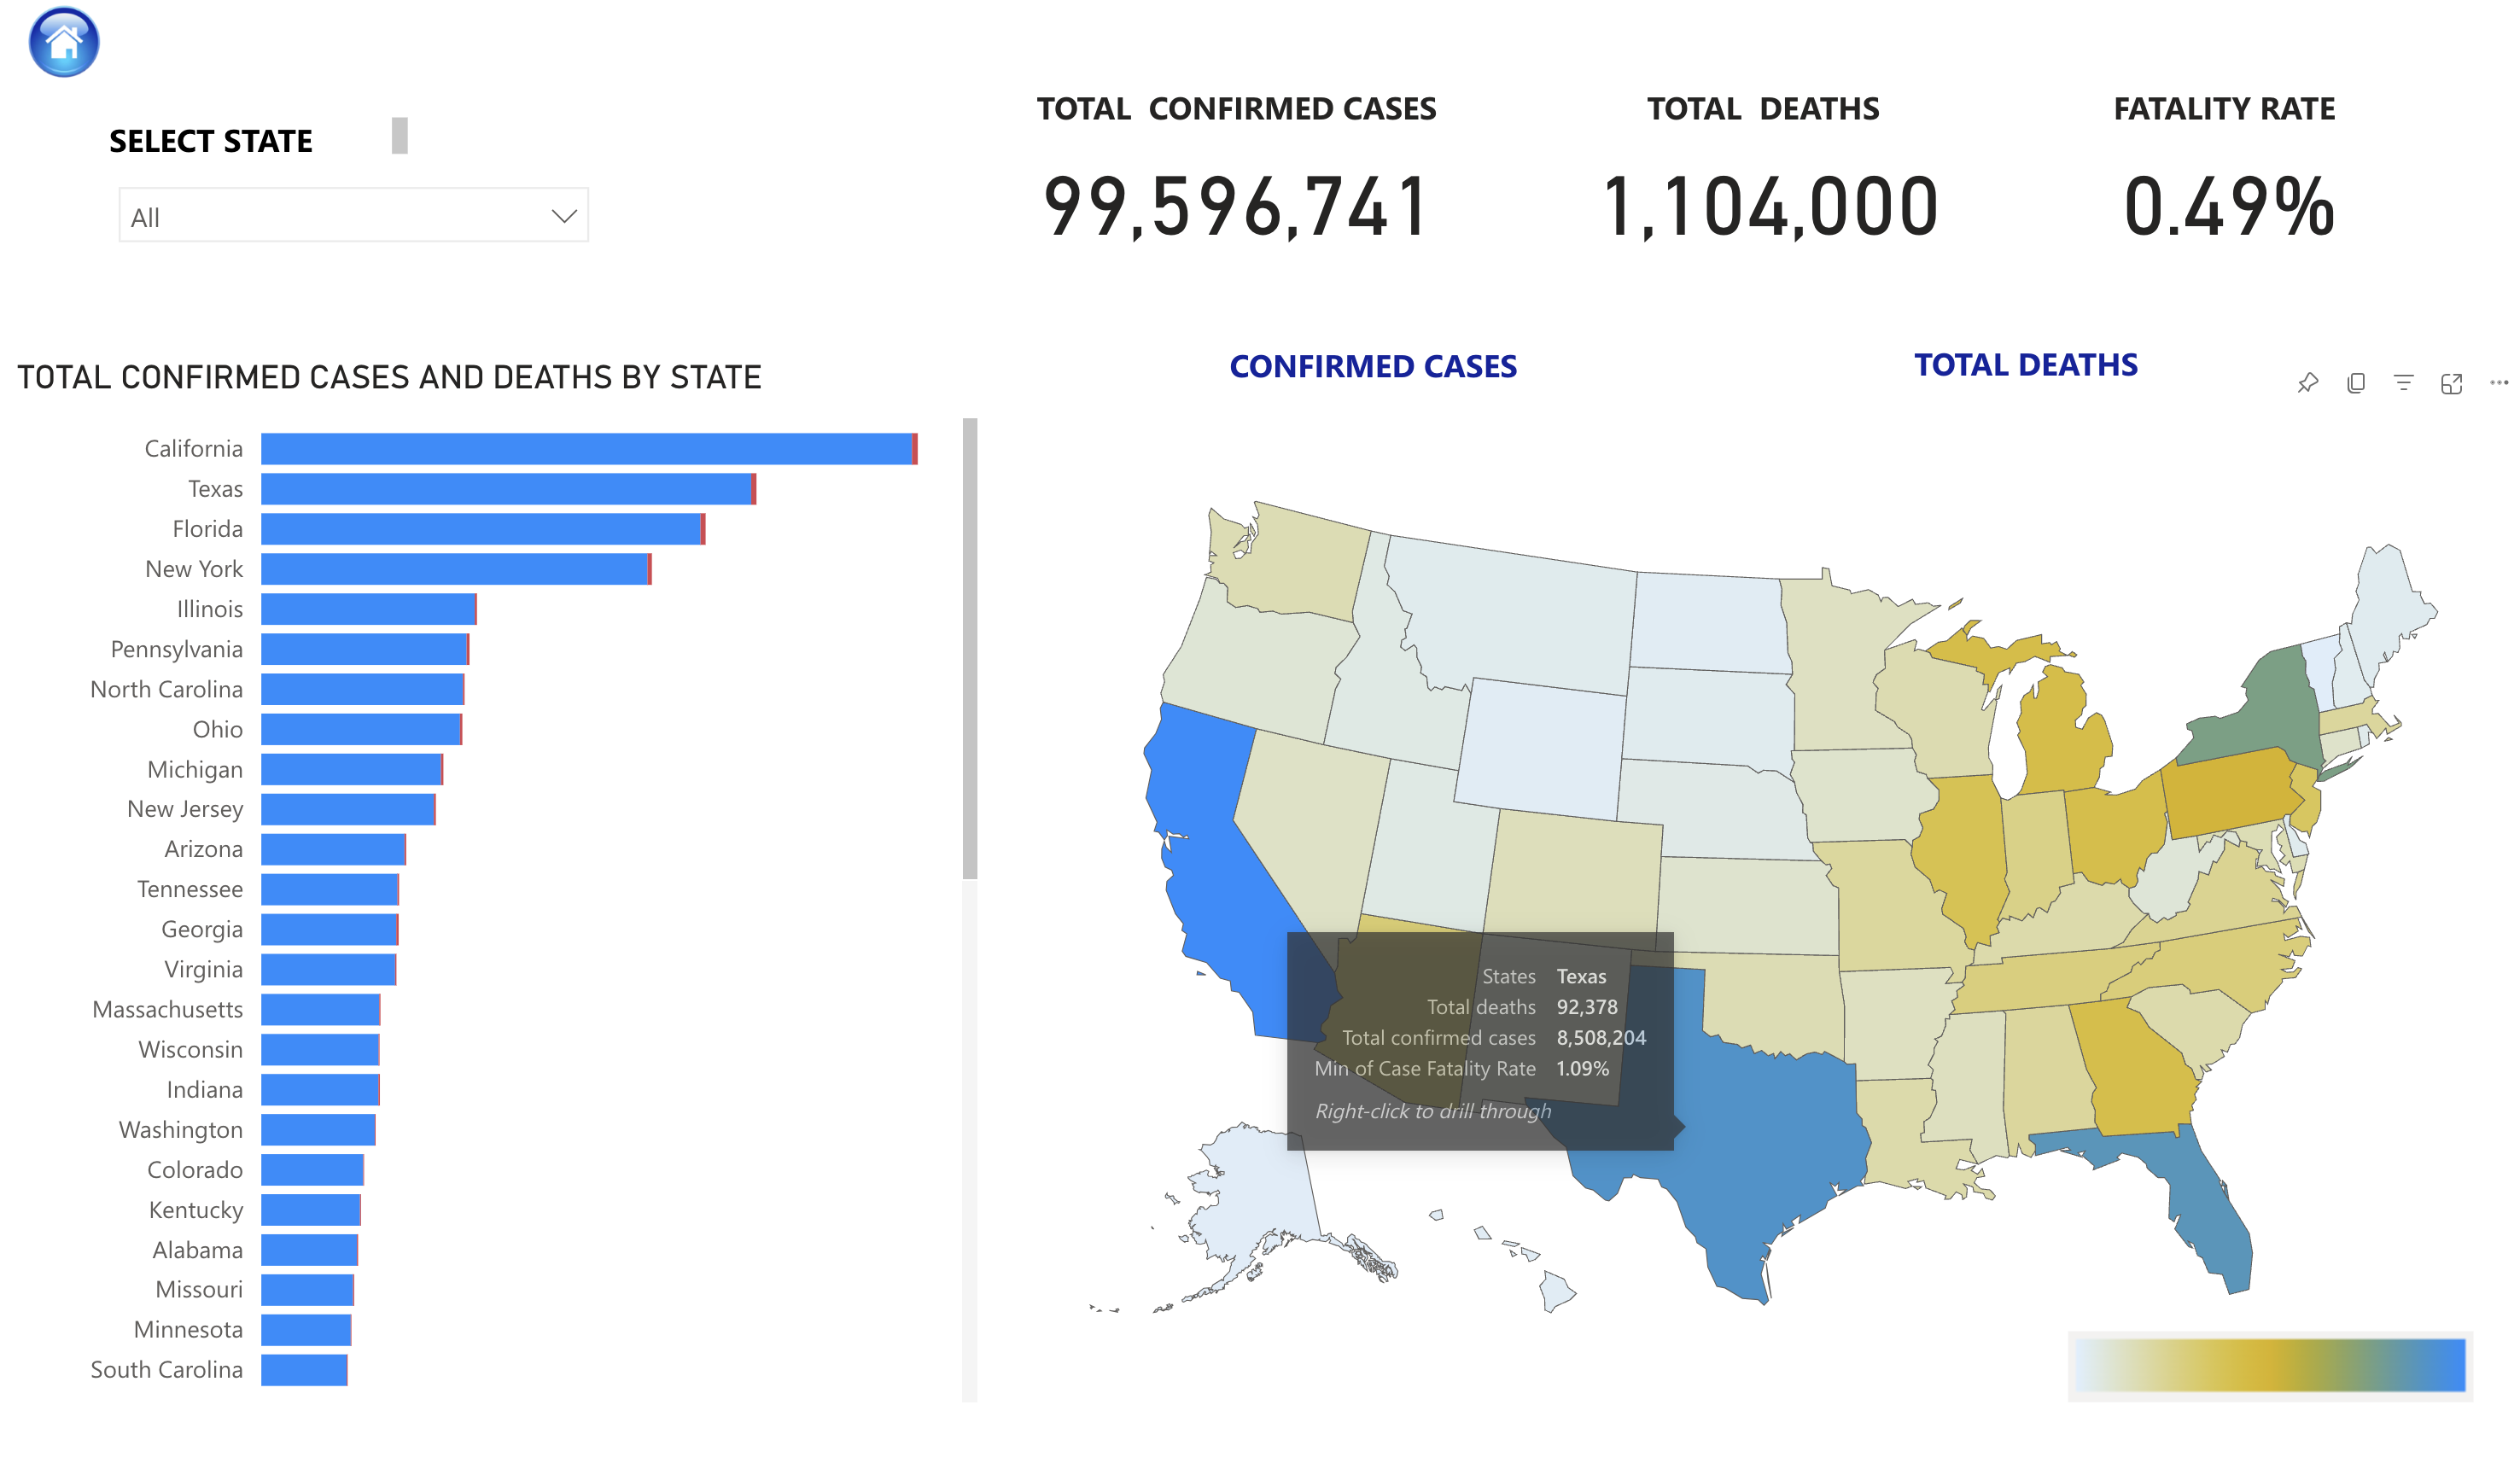 SELECT STATE
All
TOTAL CONFIRMED CASES
99,596,741
TOTAL DEATHS
1,104,000
FATALITY RATE
0.49%
TOTAL CONFIRMED CASES AND DEATHS BY STATE
California
Texas
Florida
New York
Illinois
Pennsylvania
North Carolina
Ohio
Michigan
New Jersey
Arizona
Tennessee
Georgia
Virginia
Massachusetts
Wisconsin
Indiana
Washington
Colorado
Kentucky
Alabama
Missouri
Minnesota
South Carolina
CONFIRMED CASES
TOTAL DEATHS
States Texas
Total deaths 92,378
Total confirmed cases 8,508,204
Min of Case Fatality Rate 1.09%
Right-click to drill through